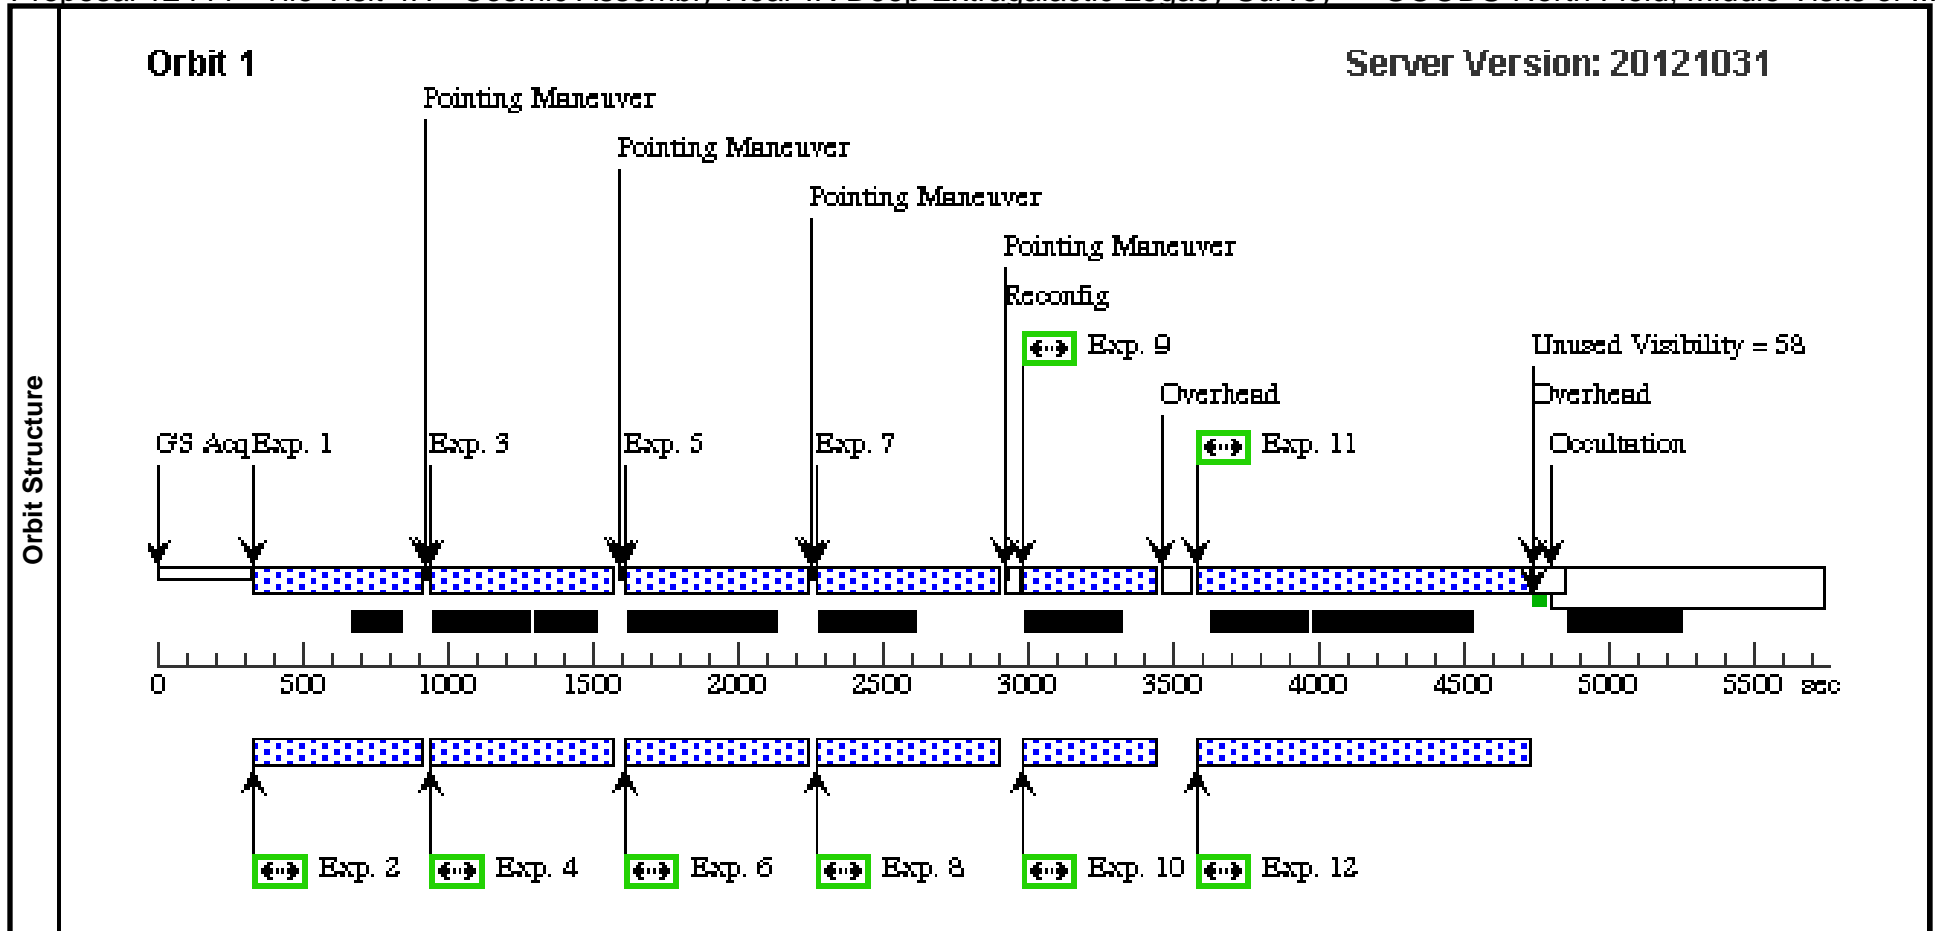 Orbit 1
Server Version: 20121031
Pointing Maneuver
Pointing Maneuver
Pointing Maneuver
Pointing Maneuver
Reconfig
Exp. 9
Unused Visibility = 58
Overhead
Overhead
GS Acq Exp. 1
Exp. 3
Exp. 5
Exp. 7
Exp. 11
Occultation
Orbit Structure
0 500 1000 1500 2000 2500 3000 3500 4000 4500 5000 5500 sec
Exp. 2
Exp. 4
Exp. 6
Exp. 8
Exp. 10
Exp. 12